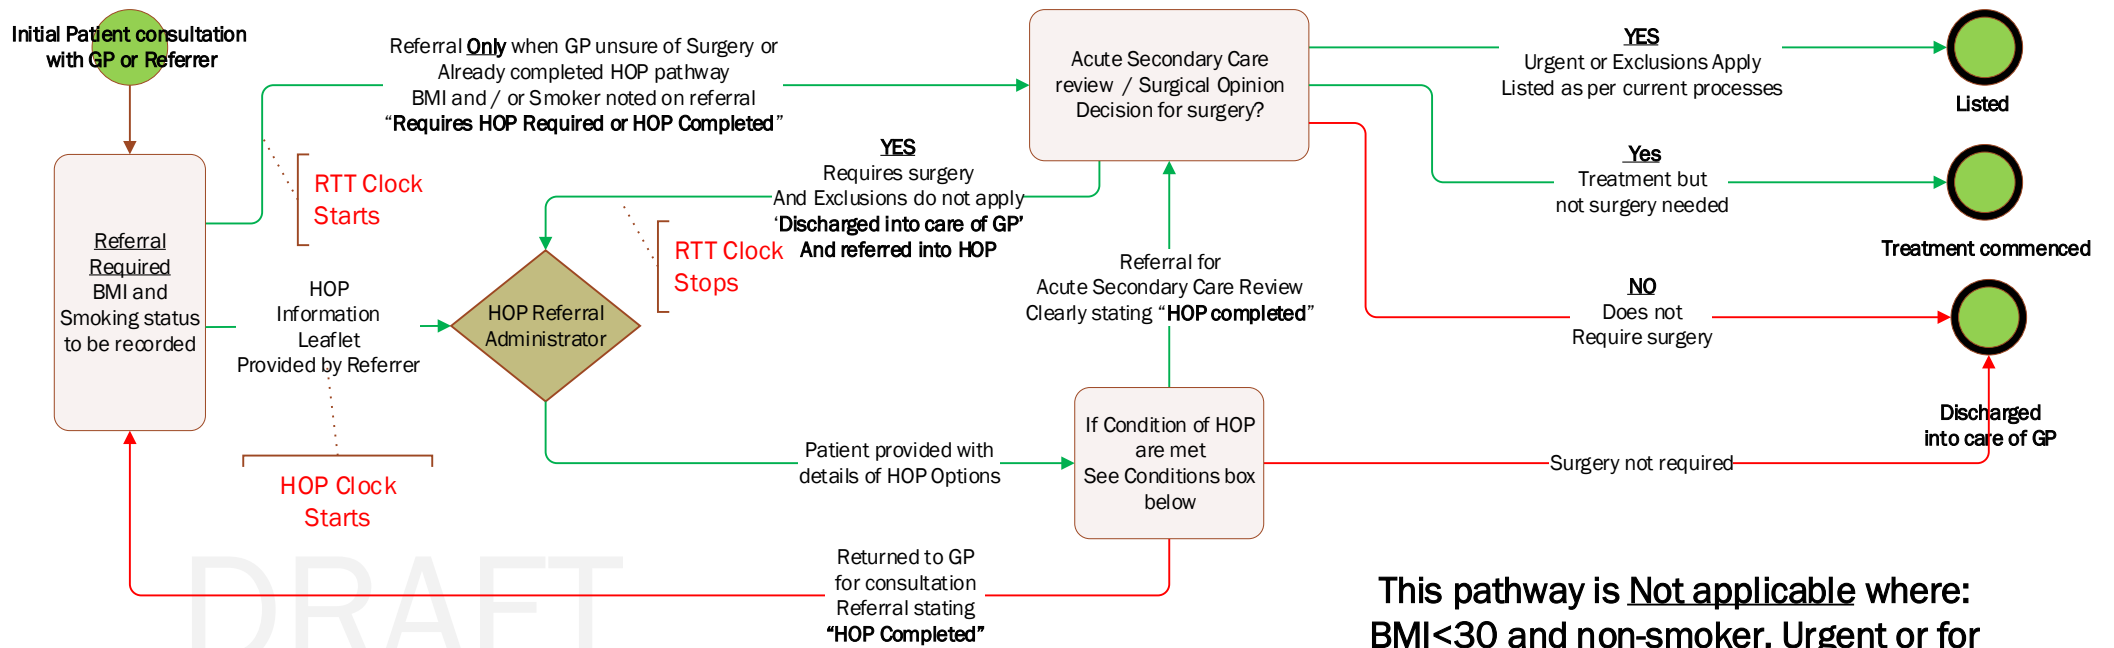 Initial Patient consultation
with GP or Referrer
Referral Only when GP unsure of Surgery or
Already completed HOP pathway
BMI and / or Smoker noted on referral
“Requires HOP Required or HOP Completed”
Acute Secondary Care
review / Surgical Opinion
Decision for surgery?
YES
Urgent or Exclusions Apply
Listed as per current processes
Listed
RTT Clock
Starts
YES
Requires surgery
And Exclusions do not apply
‘Discharged into care of GP’
And referred into HOP
RTT Clock
Stops
Yes
Treatment but
not surgery needed
Treatment commenced
Referral
Required
BMI and
Smoking status
to be recorded
HOP
Information
Leaflet
Provided by Referrer
HOP Referral
Administrator
Referral for
Acute Secondary Care Review
Clearly stating “HOP completed”
NO
Does not
Require surgery
Discharged
into care of GP
HOP Clock
Starts
Patient provided with
details of HOP Options
If Condition of HOP
are met
See Conditions box
below
Surgery not required
Returned to GP
for consultation
Referral stating
“HOP Completed”
DRAFT
This pathway is Not applicable where:
BMI<30 and non-smoker, Urgent or for